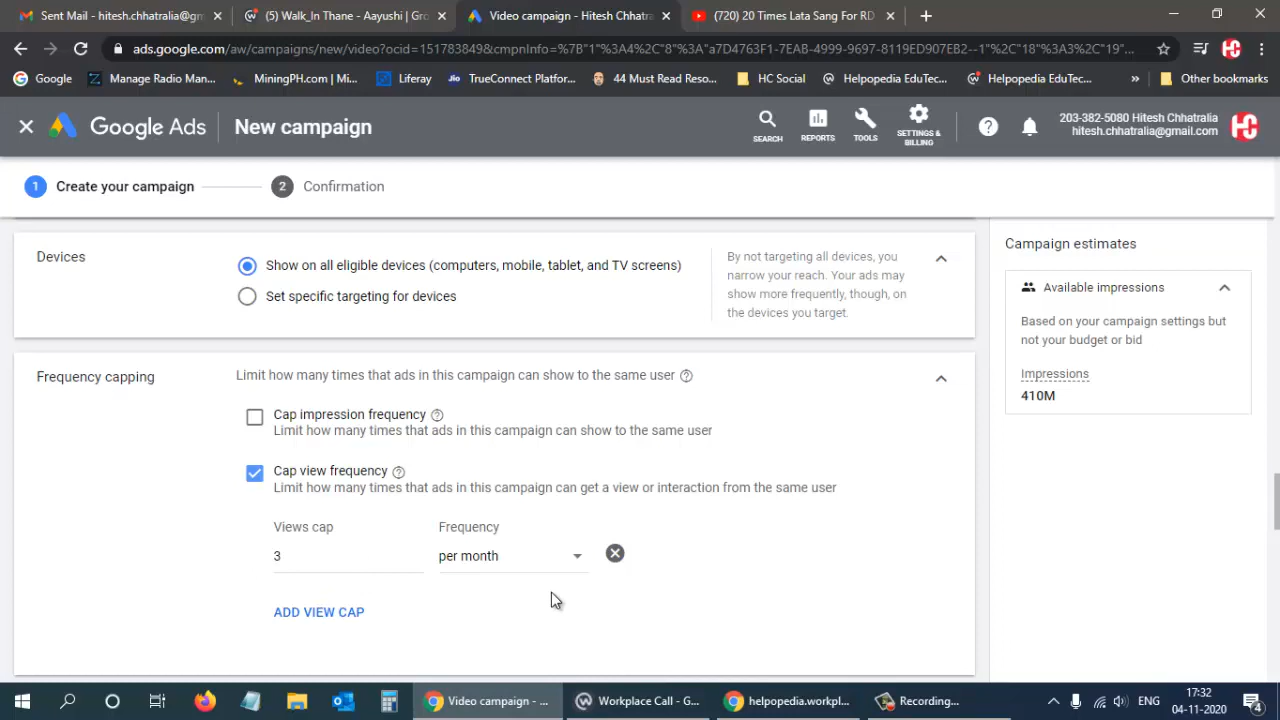 Sent Mail - hitesh.chhatralia@gm
(5) Walk_In Thane - Aayushi | Gro
Video campaign - Hitesh Chhatra
(720) 20 Times Lata Sang For RD
ads.google.com/aw/campaigns/new/video?ocid=151783849&cmpnInfo=%7B"1"%3A4%2C"8"%3A"a7D4763F1-7EAB-4999-9697-8119ED907EB2--1"%2C"18"%3A3%2C"19"...
Google
Manage Radio Man...
MiningPH.com | Mi...
Liferay
Jio
TrueConnect Platfor...
44 Must Read Reso...
HC Social
Helpopedia EduTec...
Helpopedia EduTec...
»
Other bookmarks
Google Ads
New campaign
SEARCH
REPORTS
TOOLS
SETTINGS & BILLING
203-382-5080 Hitesh Chhatralia
hitesh.chhatralia@gmail.com
1 Create your campaign
2 Confirmation
Devices
Show on all eligible devices (computers, mobile, tablet, and TV screens)
Set specific targeting for devices
By not targeting all devices, you
narrow your reach. Your ads may
show more frequently, though, on
the devices you target.
Campaign estimates
Available impressions
Based on your campaign settings but
not your budget or bid
Impressions
410M
Frequency capping
Limit how many times that ads in this campaign can show to the same user
Cap impression frequency
Limit how many times that ads in this campaign can show to the same user
Cap view frequency
Limit how many times that ads in this campaign can get a view or interaction from the same user
Views cap
Frequency
3
per month
ADD VIEW CAP
Video campaign - ...
Workplace Call - G...
helpopedia.workpl...
Recording...
ENG
17:32
04-11-2020
4